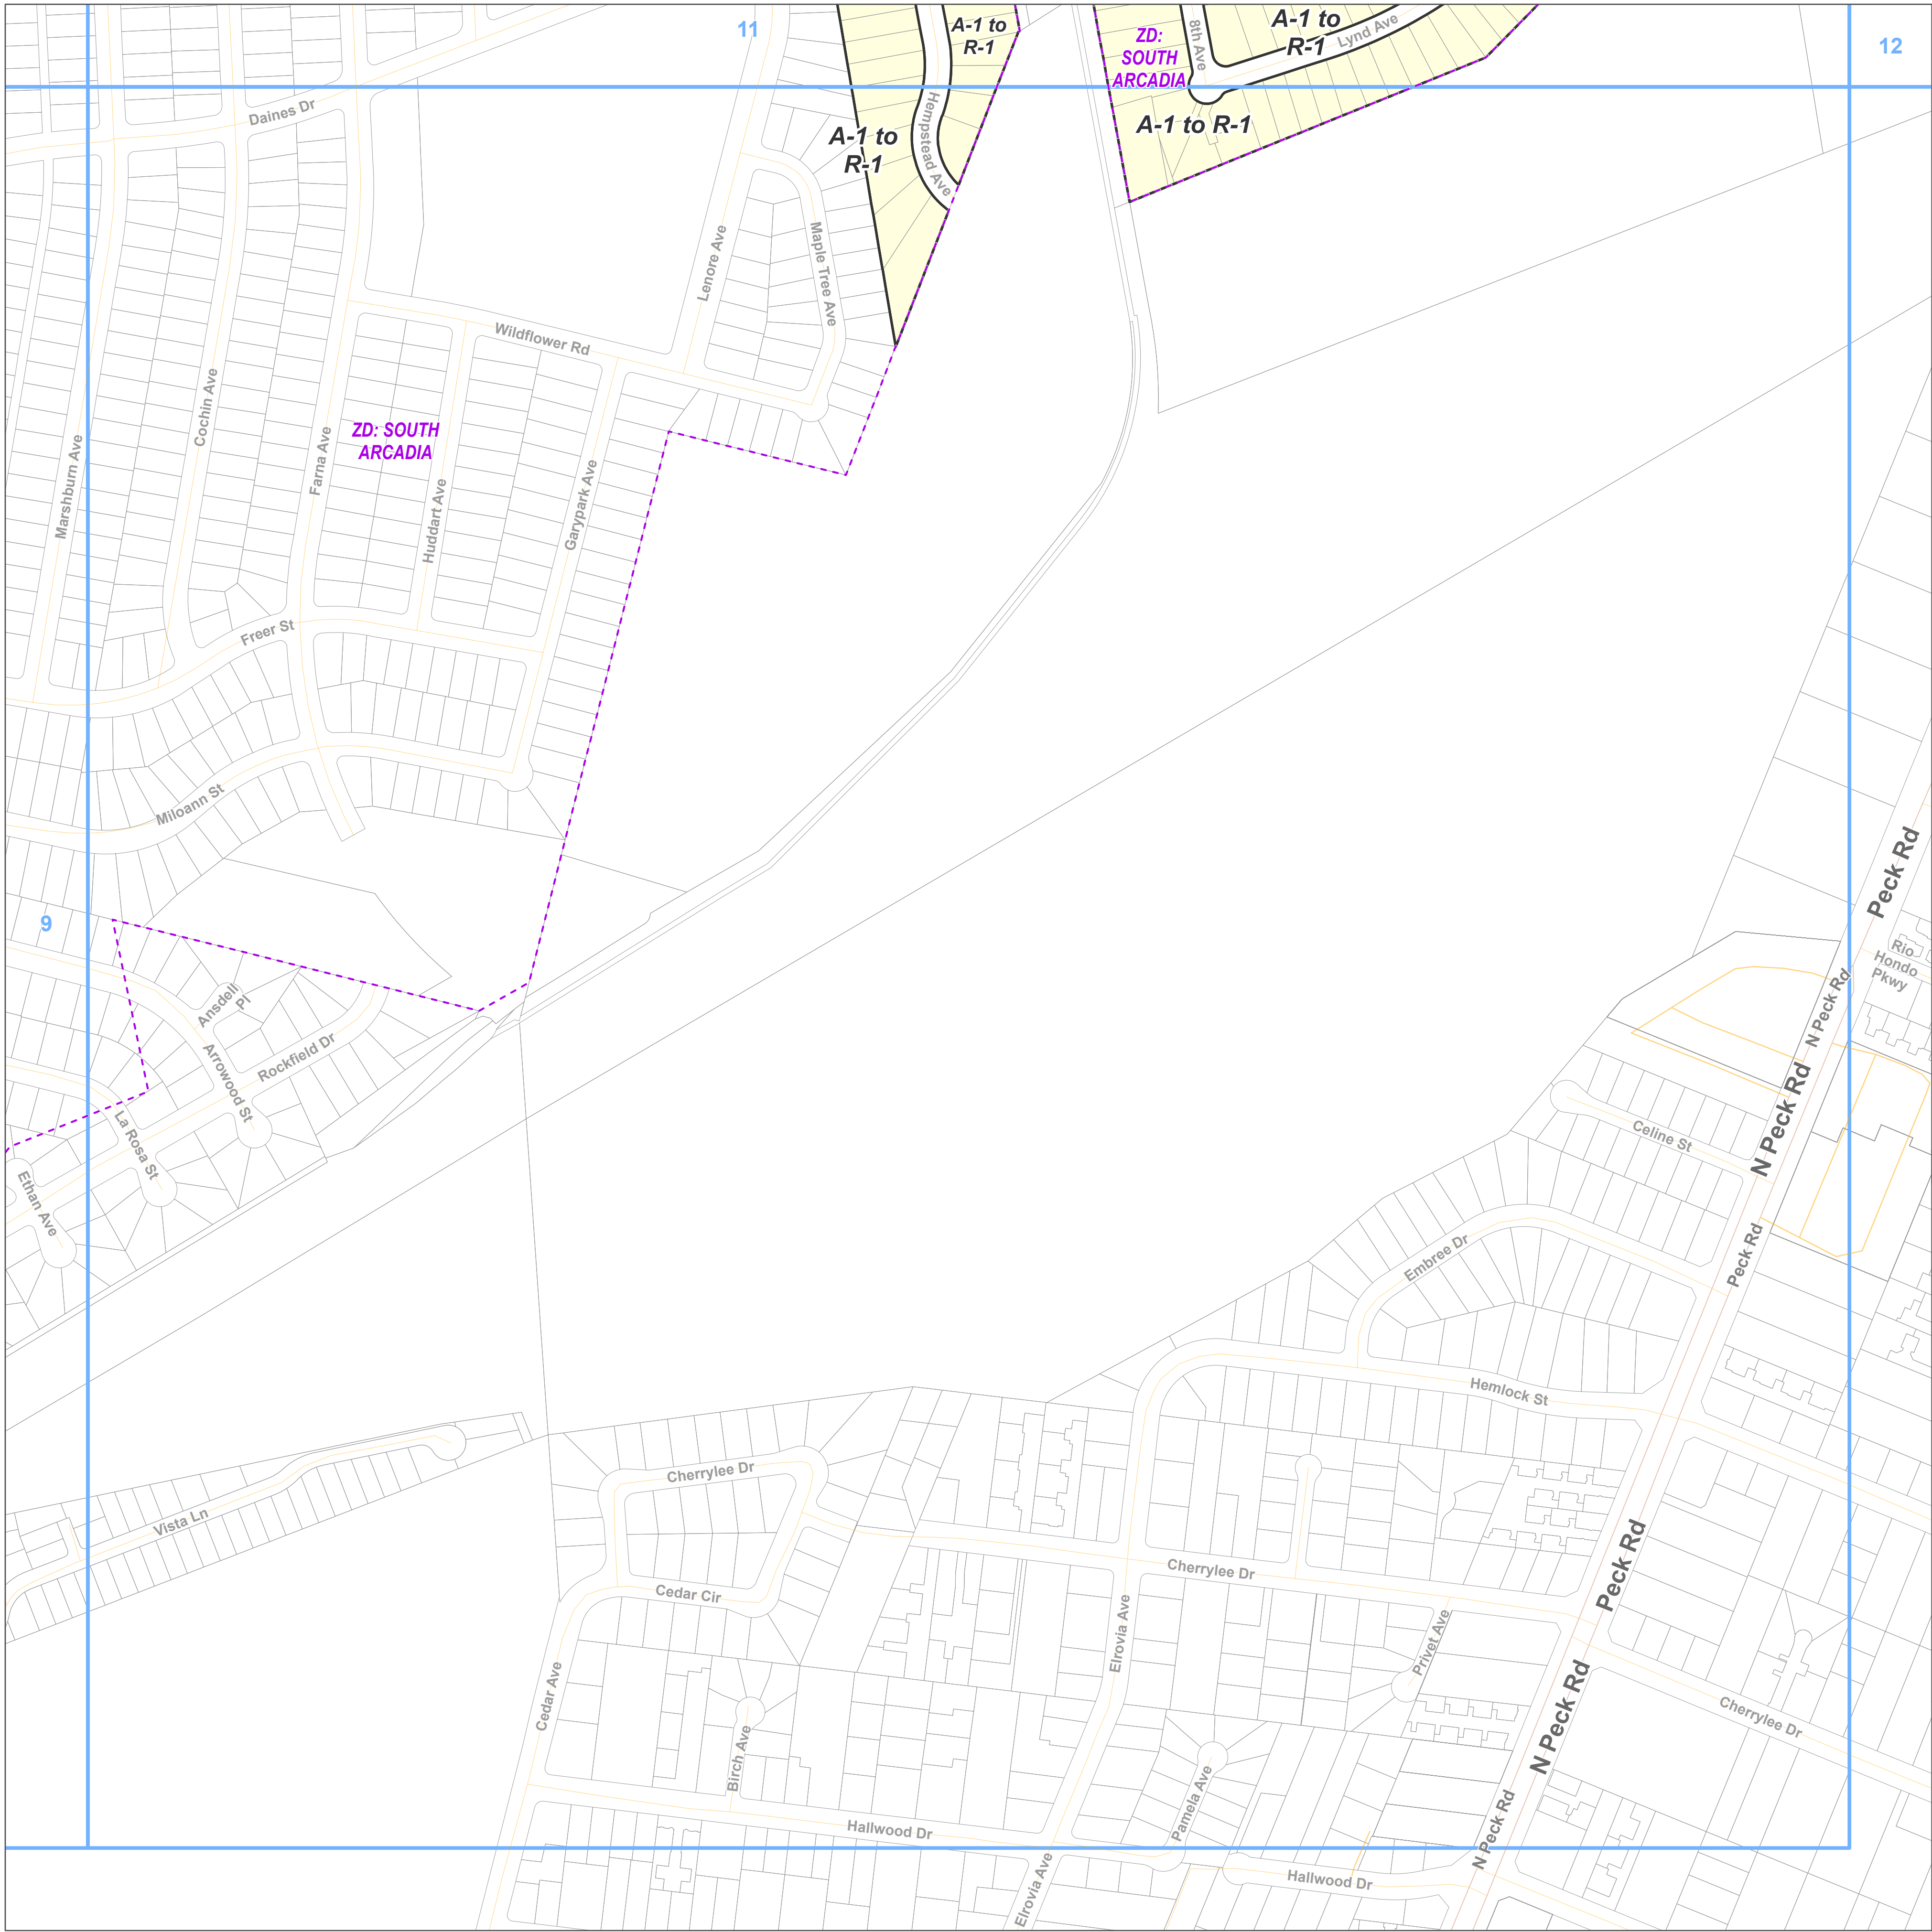 11
A-1 to
R-1
ZD:
SOUTH
ARCADIA
8th Ave
A-1 to
R-1
Lynd Ave
12
Daines Dr
A-1 to
R-1
Hempstead Ave
A-1 to R-1
Lenore Ave
Maple Tree Ave
Wildflower Rd
Cochin Ave
Marshburn Ave
Farna Ave
ZD: SOUTH
ARCADIA
Huddart Ave
Garypark Ave
Freer St
Miloann St
Peck Rd
9
Rio
Hondo
Pkwy
Ansdell
Pl
N Peck Rd
Arrowood St
Rockfield Dr
La Rosa St
N Peck Rd
Celine St
Ethan Ave
Embree Dr
Peck Rd
Hemlock St
Cherrylee Dr
Vista Ln
Cherrylee Dr
Peck Rd
Cedar Cir
Elrovia Ave
Privet Ave
Cedar Ave
N Peck Rd
Cherrylee Dr
Birch Ave
Pamela Ave
Hallwood Dr
N Peck Rd
Elrovia Ave
Hallwood Dr